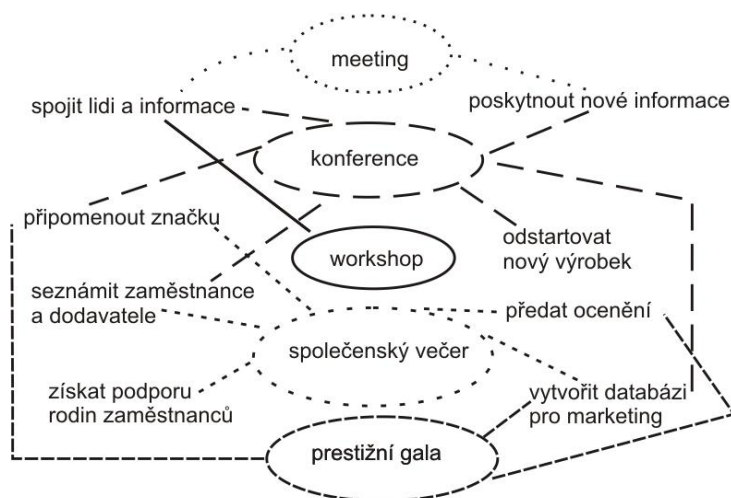 meeting
spojit lidi a informace
poskytnout nové informace
konference
připomenout značku
odstartovat
nový výrobek
workshop
seznámit zaměstnance
a dodavatele
předat ocenění
společenský večer
získat podporu
rodin zaměstnanců
vytvořit databázi
pro marketing
prestižní gala